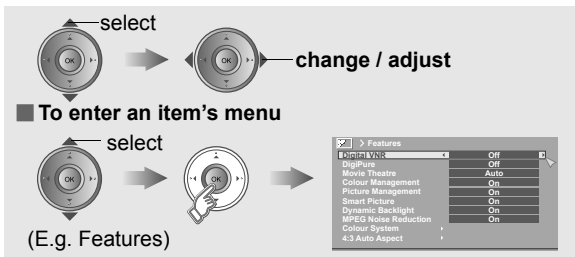 select
OK
OK
change / adjust
To enter an item's menu
select
OK
OK
(E.g. Features)
Features
Digital VNR Off
DigiPure Off
Movie Theatre Auto
Colour Management On
Picture Management On
Smart Picture On
Dynamic Backlight On
MPEG Noise Reduction On
Colour System
4:3 Auto Aspect